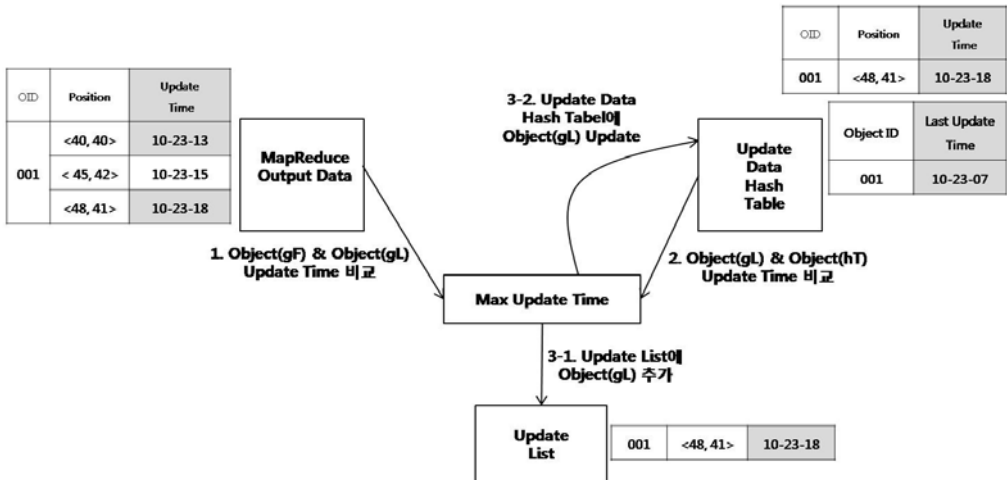 OID Position Update Time
001 <48, 41> 10-23-18
OID Position Update Time
001
<40, 40> 10-23-13
< 45, 42> 10-23-15
<48, 41> 10-23-18
MapReduce
Output Data
3-2. Update Data
Hash Tabel에
Object(gL) Update
Update
Data
Hash
Table
Object ID Last Update Time
001 10-23-07
1. Object(gF) & Object(gL)
Update Time 비교
2. Object(gL) & Object(hT)
Update Time 비교
Max Update Time
3-1. Update List에
Object(gL) 추가
Update
List
001 <48, 41> 10-23-18